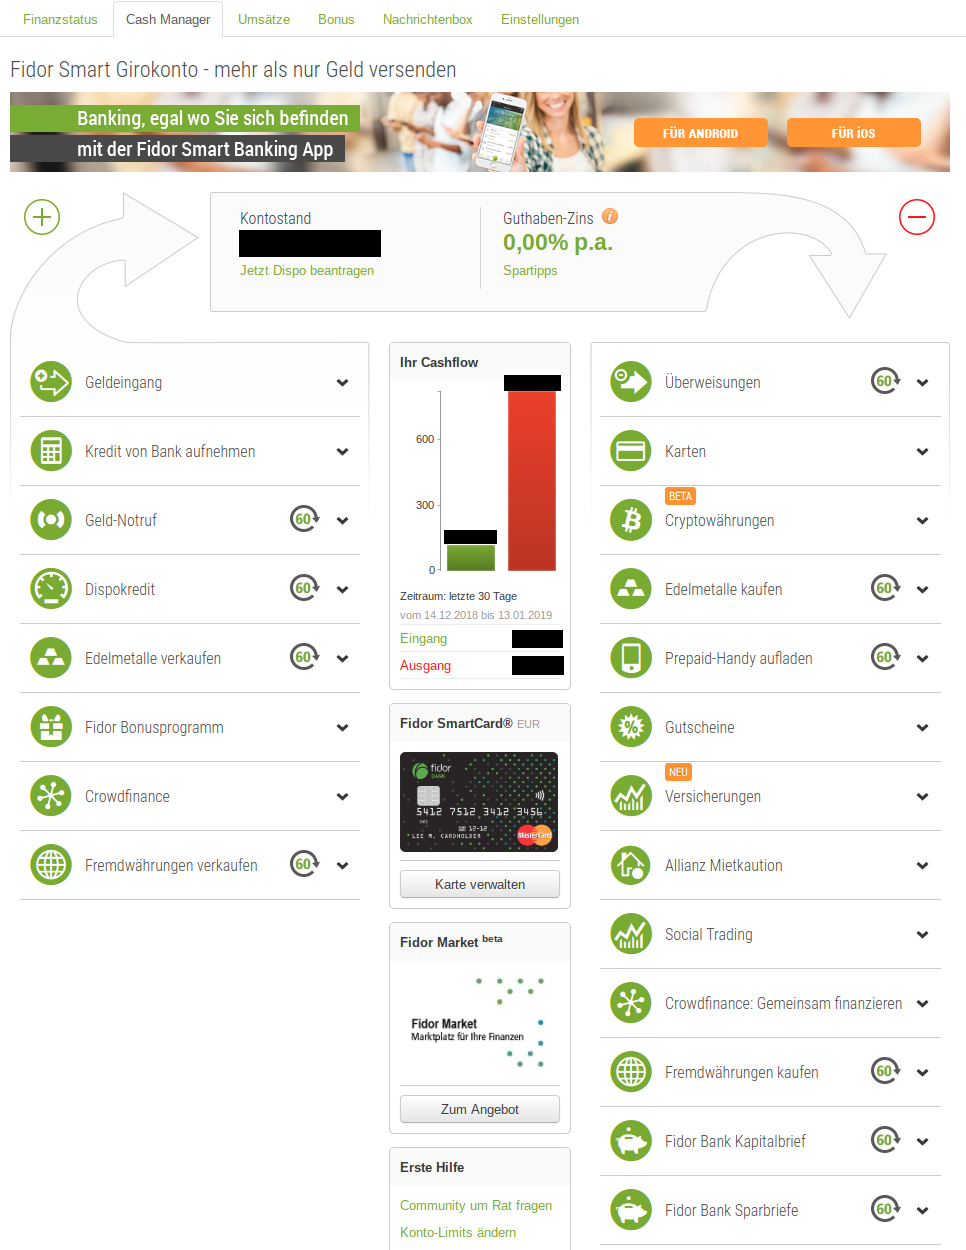 Finanzstatus
Cash Manager
Umsätze
Bonus
Nachrichtenbox
Einstellungen
Fidor Smart Girokonto - mehr als nur Geld versenden
Banking, egal wo Sie sich befinden
mit der Fidor Smart Banking App
FÜR ANDROID
FÜR iOS
Kontostand
Jetzt Dispo beantragen
Guthaben-Zins i
0,00% p.a.
Spartipps
Geldeingang
Kredit von Bank aufnehmen
Geld-Notruf
60
Dispokredit
60
Edelmetalle verkaufen
60
Fidor Bonusprogramm
Crowdfinance
Fremdwährungen verkaufen
60
Ihr Cashflow
600
300
0
Zeitraum: letzte 30 Tage
vom 14.12.2018 bis 13.01.2019
Eingang
Ausgang
Fidor SmartCard® EUR
fidor
BANK
5412 7512 3412 3456
5412
12-12
LEE M. CARDHOLDER
MasterCard
Karte verwalten
Fidor Market beta
Fidor Market
Marktplatz für Ihre Finanzen
Zum Angebot
Erste Hilfe
Community um Rat fragen
Konto-Limits ändern
Überweisungen
60
Karten
BETA
Cryptowährungen
Edelmetalle kaufen
60
Prepaid-Handy aufladen
60
Gutscheine
NEU
Versicherungen
Allianz Mietkaution
Social Trading
Crowdfinance: Gemeinsam finanzieren
Fremdwährungen kaufen
60
Fidor Bank Kapitalbrief
60
Fidor Bank Sparbriefe
60